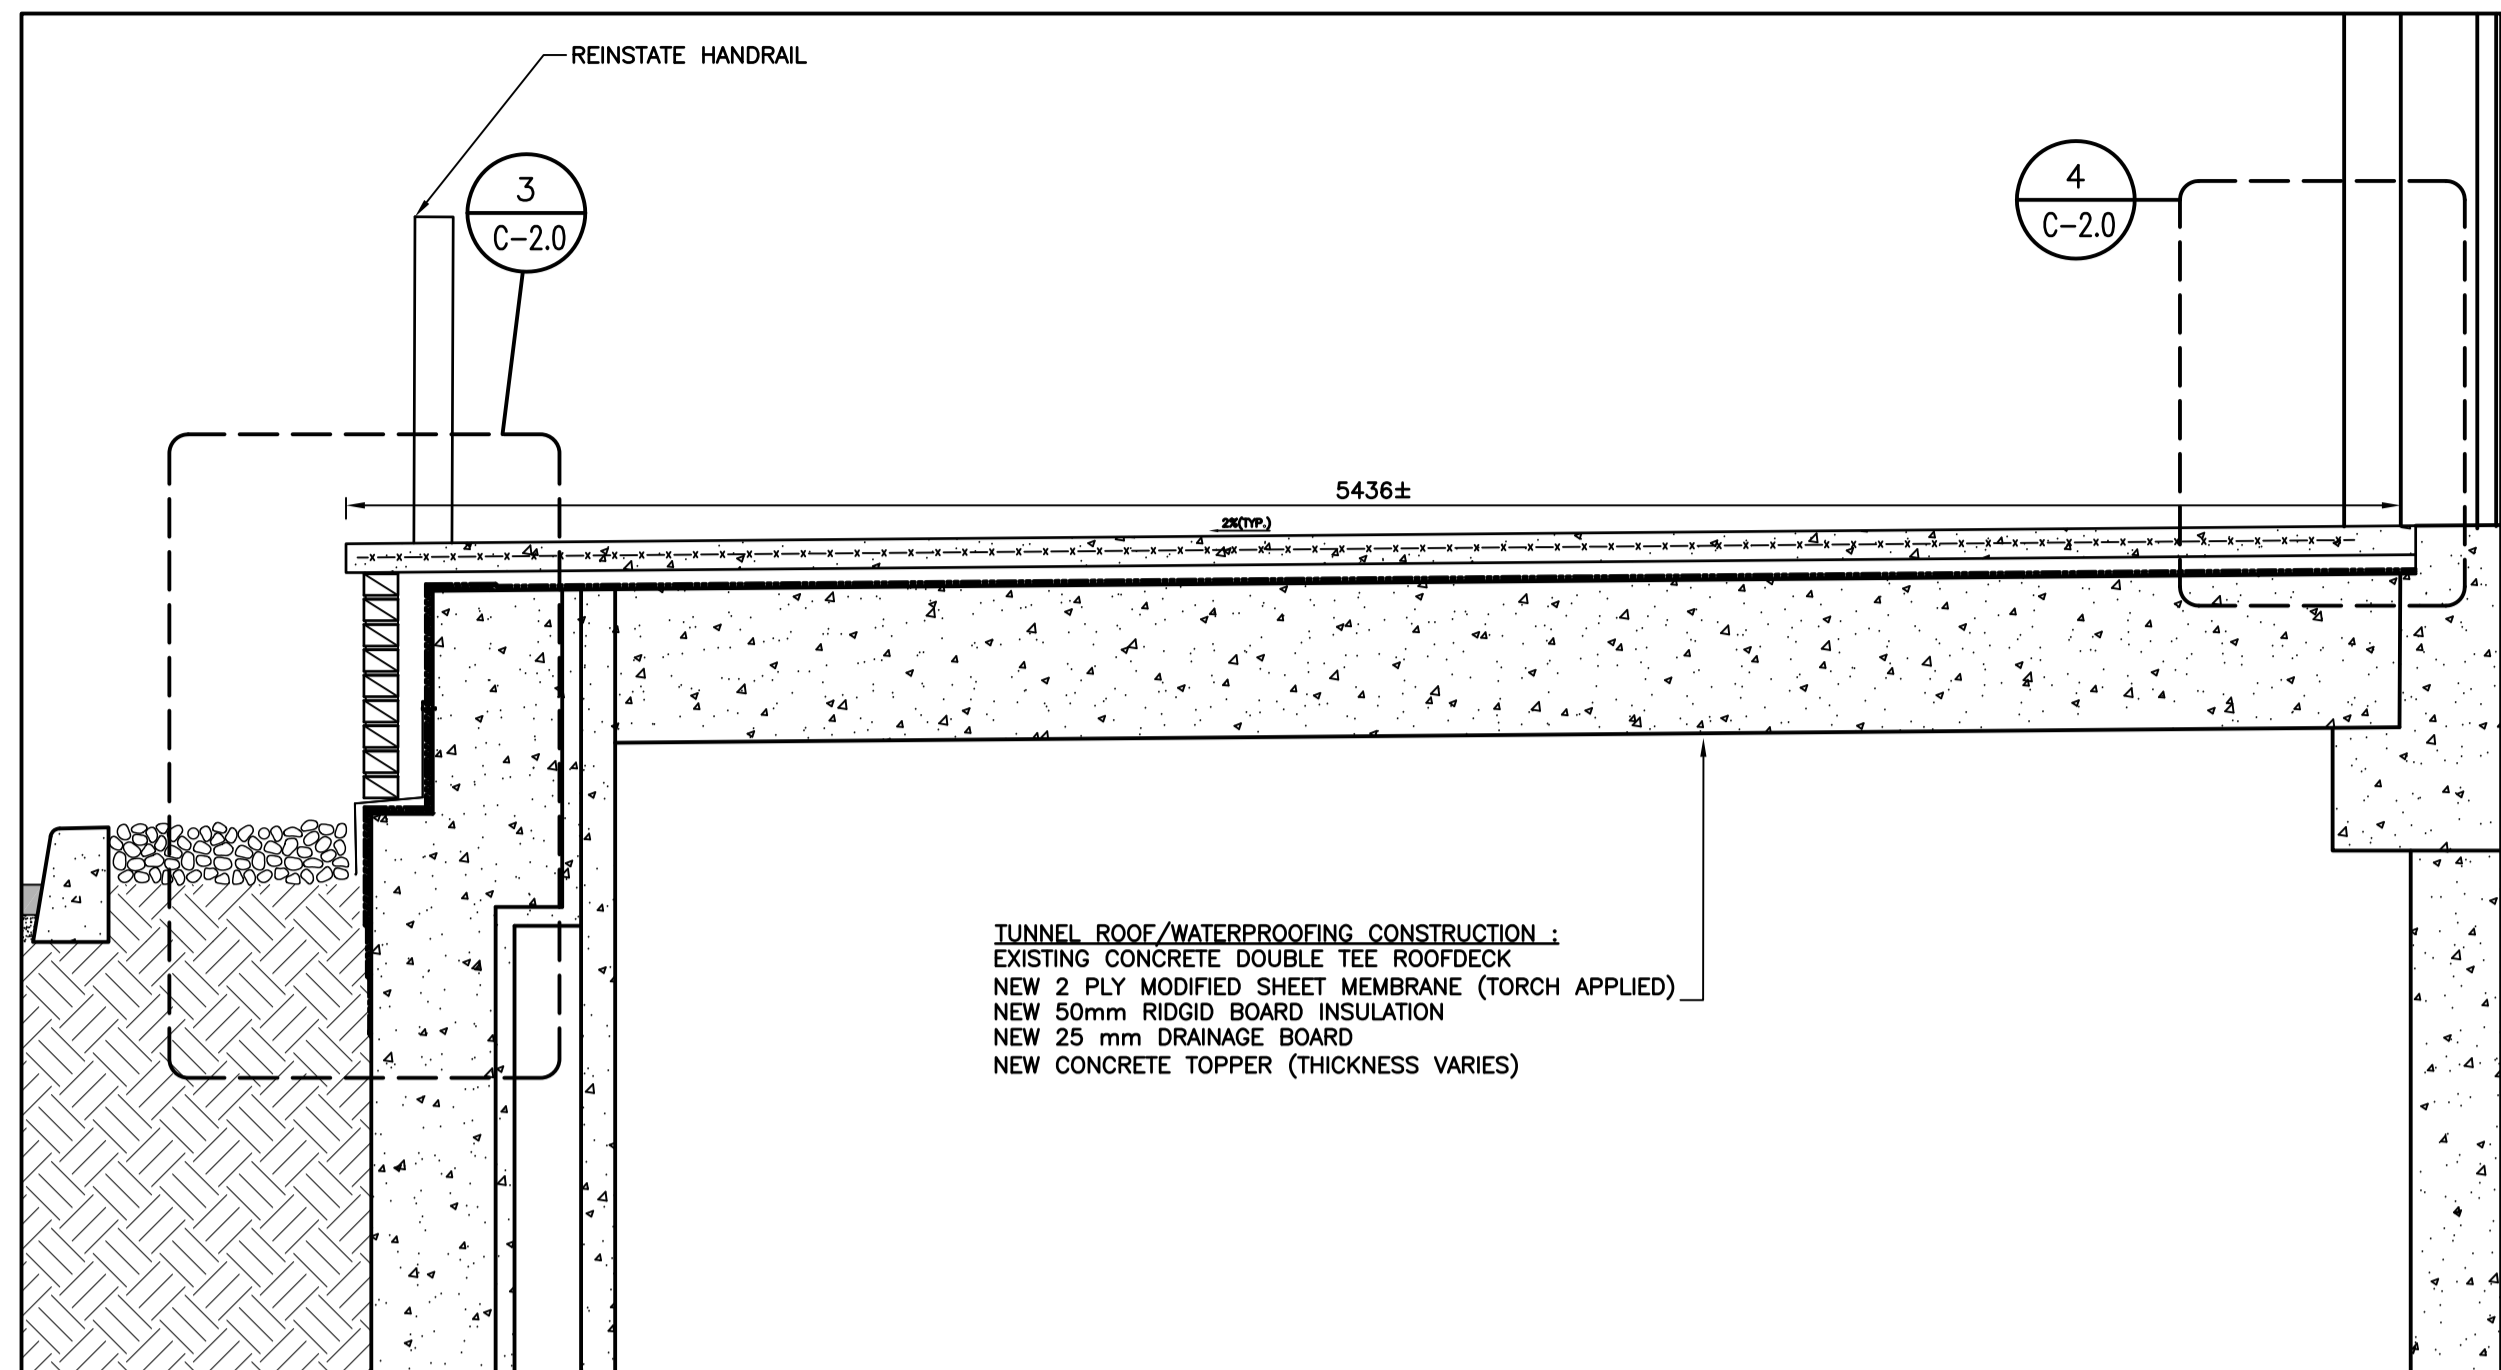 REINSTATE HANDRAIL
3
C-2.0
4
C-2.0
5436±
2%(TYP.)
TUNNEL ROOF/WATERPROOFING CONSTRUCTION :
EXISTING CONCRETE DOUBLE TEE ROOFDECK
NEW 2 PLY MODIFIED SHEET MEMBRANE (TORCH APPLIED)
NEW 50mm RIDGID BOARD INSULATION
NEW 25 mm DRAINAGE BOARD
NEW CONCRETE TOPPER (THICKNESS VARIES)